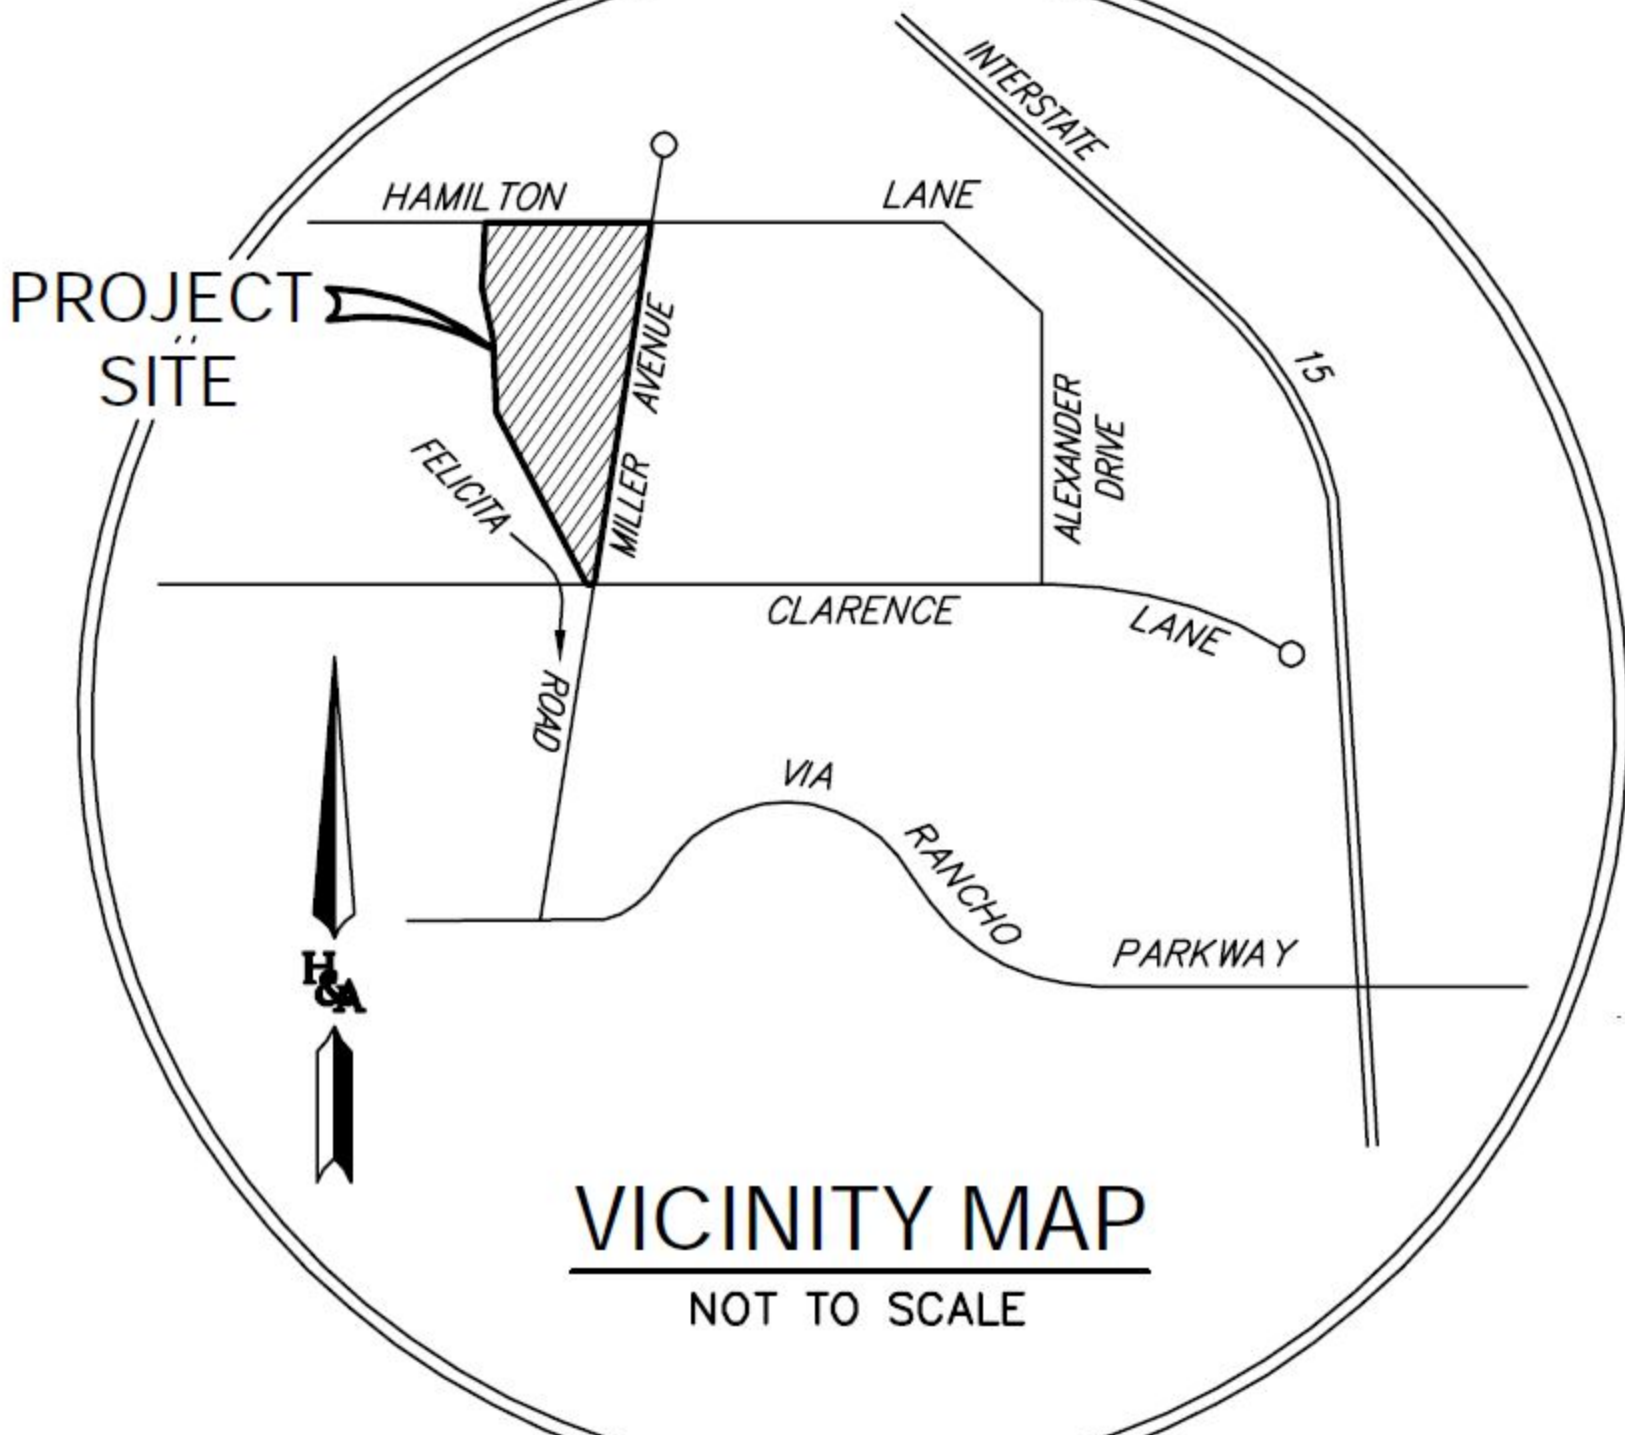 INTERSTATE
15
HAMILTON LANE
PROJECT
SITE
MILLER AVENUE
FELICITA ROAD
ALEXANDER
DRIVE
CLARENCE LANE
VIA RANCHO PARKWAY
H&A
VICINITY MAP
NOT TO SCALE